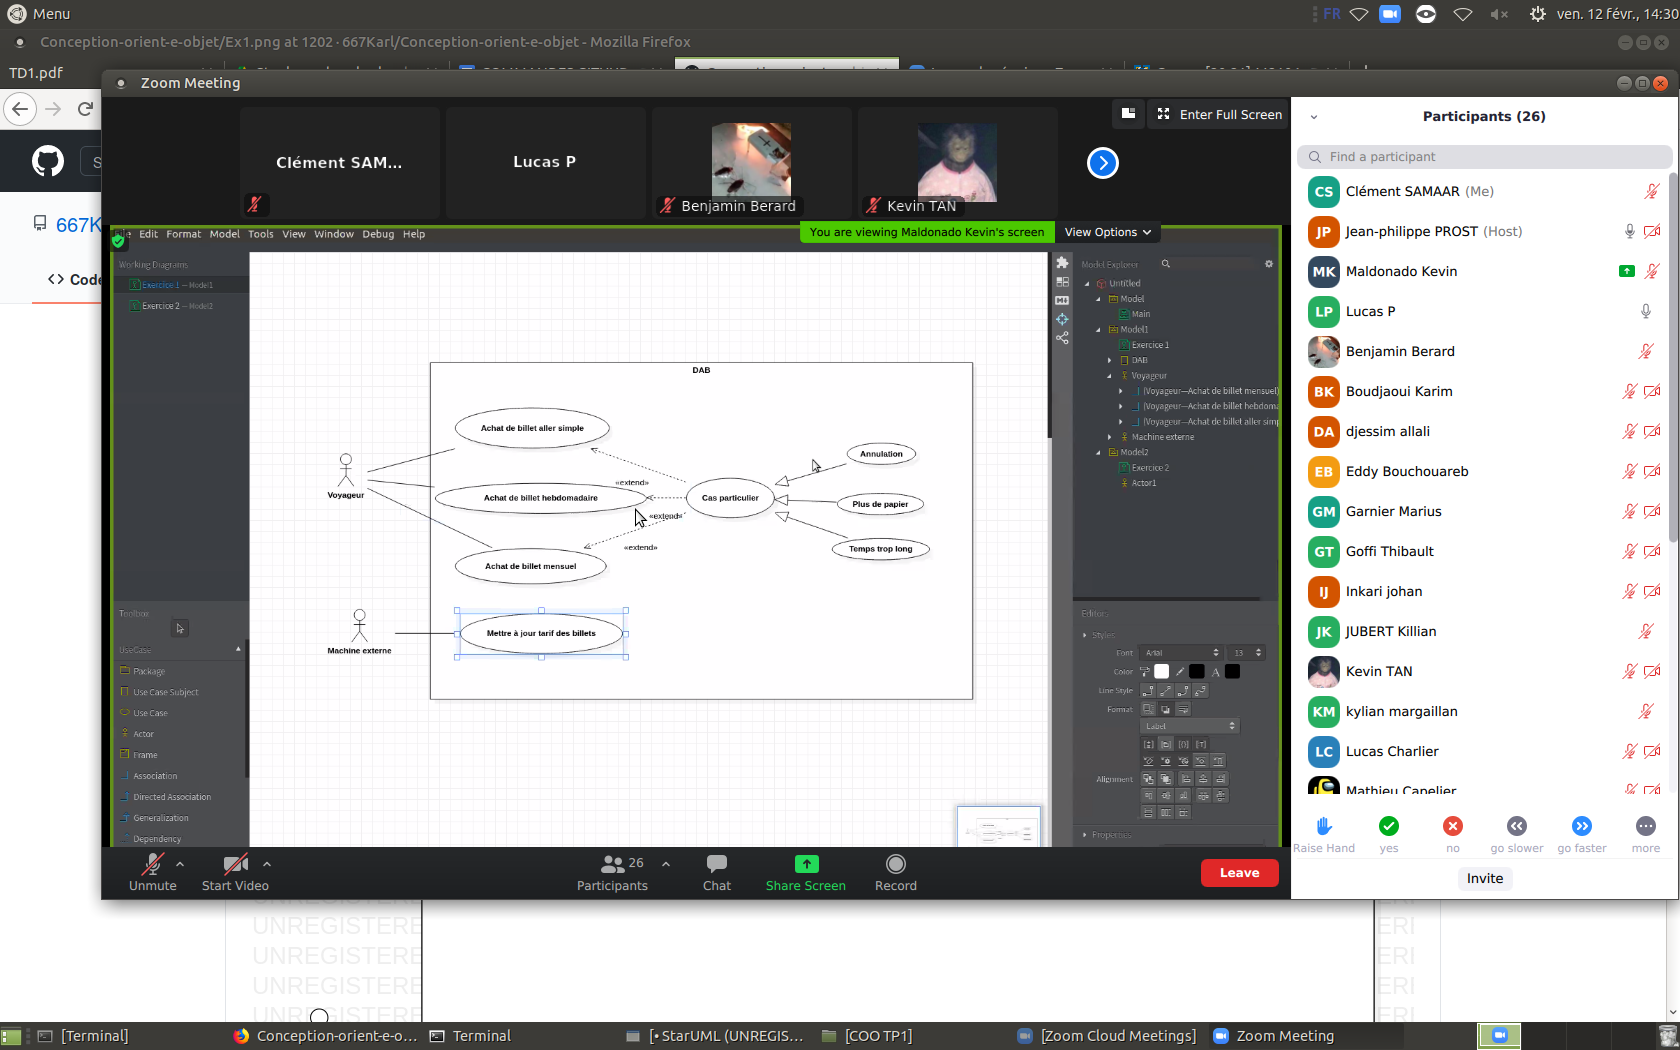 Menu
FR
ven. 12 févr., 14:30
Conception-orient-e-objet/Ex1.png at 1202 · 667Karl/Conception-orient-e-objet - Mozilla Firefox
TD1.pdf
Zoom Meeting
Enter Full Screen
Clément SAM...
Lucas P
Benjamin Berard
Kevin TAN
You are viewing Maldonado Kevin's screen
View Options
Edit Format Model Tools View Window Debug Help
667K
<> Code
Working Diagrams
Exercice 1 — Model1
Exercice 2 — Model2
Toolbox
UseCase
Package
Use Case Subject
Use Case
Actor
Frame
Association
Directed Association
Generalization
Dependency
DAB
Achat de billet aller simple
Voyageur
Achat de billet hebdomadaire
Achat de billet mensuel
«extend»
«extend»
«extend»
Cas particulier
Annulation
Plus de papier
Temps trop long
Machine externe
Mettre à jour tarif des billets
Model Explorer
Untitled
Model
Main
Model1
Exercice 1
DAB
Voyageur
(Voyageur—Achat de billet mensuel)
(Voyageur—Achat de billet hebdoma
(Voyageur—Achat de billet aller simp
Machine externe
Model2
Exercice 2
Actor1
Editors
Styles
Font Arial 13
Color
Line Style
Format
Label
Alignment
Properties
Participants (26)
Find a participant
CS Clément SAMAAR (Me)
JP Jean-philippe PROST (Host)
MK Maldonado Kevin
LP Lucas P
Benjamin Berard
BK Boudjaoui Karim
DA djessim allali
EB Eddy Bouchouareb
GM Garnier Marius
GT Goffi Thibault
IJ Inkari johan
JK JUBERT Killian
Kevin TAN
KM kylian margaillan
LC Lucas Charlier
Mathieu Capelier
Raise Hand yes no go slower go faster more
Invite
Unmute
Start Video
26
Participants
Chat
Share Screen
Record
Leave
UNREGISTERE
UNREGISTERE
UNREGISTERE
UNREGISTERE
ERI
ERI
ERI
ERI
[Terminal]
Conception-orient-e-o...
Terminal
[• StarUML (UNREGIS...
[COO TP1]
[Zoom Cloud Meetings]
Zoom Meeting